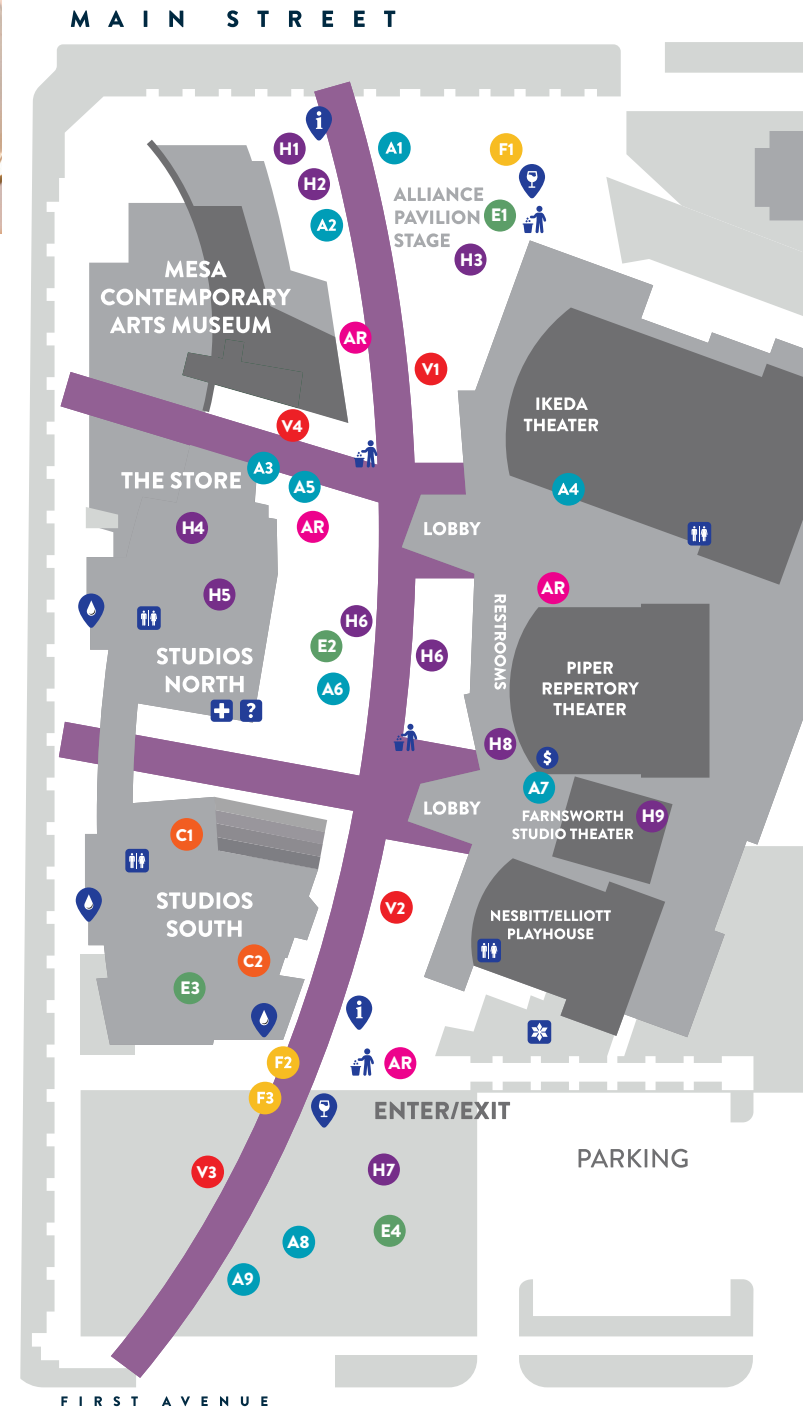 MAIN STREET
i
H1
A1
F1
H2
ALLIANCE
PAVILION
STAGE
E1
A2
H3
MESA
CONTEMPORARY
ARTS MUSEUM
AR
V1
IKEDA
THEATER
V4
A3
THE STORE
A5
A4
H4
AR
LOBBY
AR
H5
RESTROOMS
H6
E2
H6
STUDIOS
NORTH
A6
PIPER
REPERTORY
THEATER
?
H8
$
A7
LOBBY
FARNSWORTH
STUDIO THEATER
H9
C1
STUDIOS
SOUTH
V2
NESBITT/ELLIOTT
PLAYHOUSE
C2
E3
i
F2
AR
F3
ENTER/EXIT
PARKING
V3
H7
E4
A8
A9
FIRST AVENUE